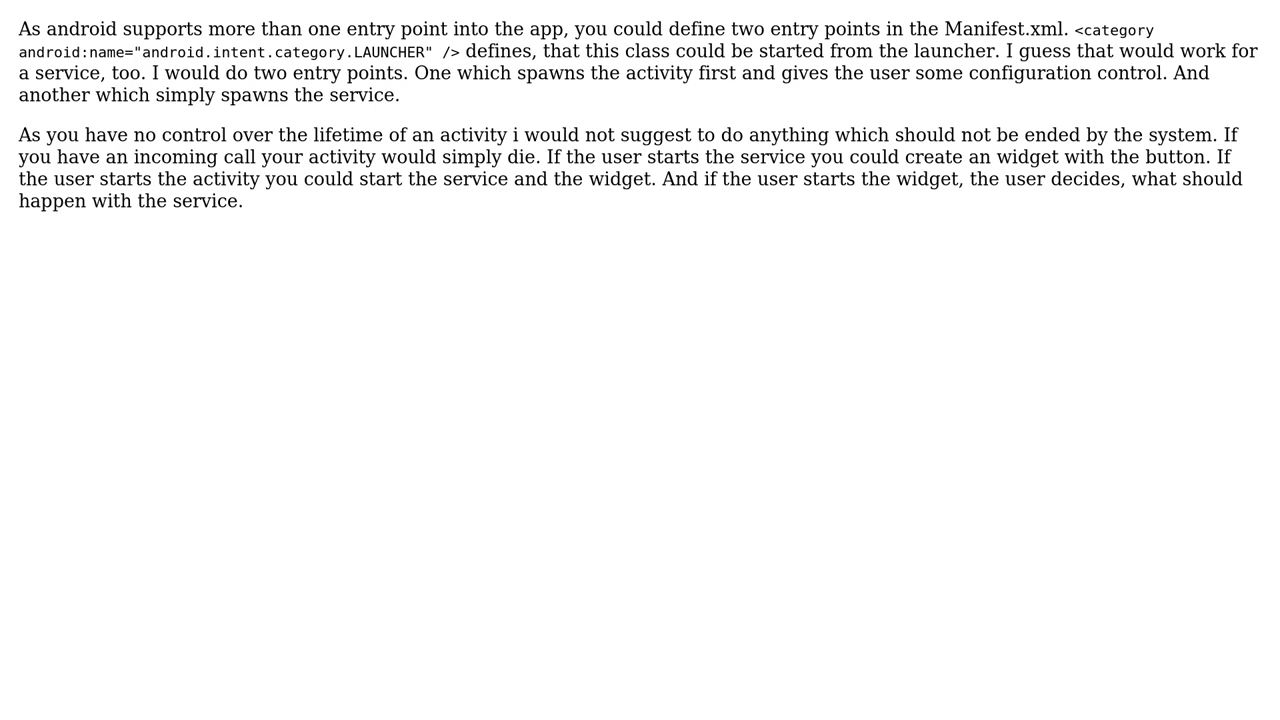 As android supports more than one entry point into the app, you could define two entry points in the Manifest.xml. <category
android:name="android.intent.category.LAUNCHER" /> defines, that this class could be started from the launcher. I guess that would work for
a service, too. I would do two entry points. One which spawns the activity first and gives the user some configuration control. And
another which simply spawns the service.
As you have no control over the lifetime of an activity i would not suggest to do anything which should not be ended by the system. If
you have an incoming call your activity would simply die. If the user starts the service you could create an widget with the button. If
the user starts the activity you could start the service and the widget. And if the user starts the widget, the user decides, what should
happen with the service.